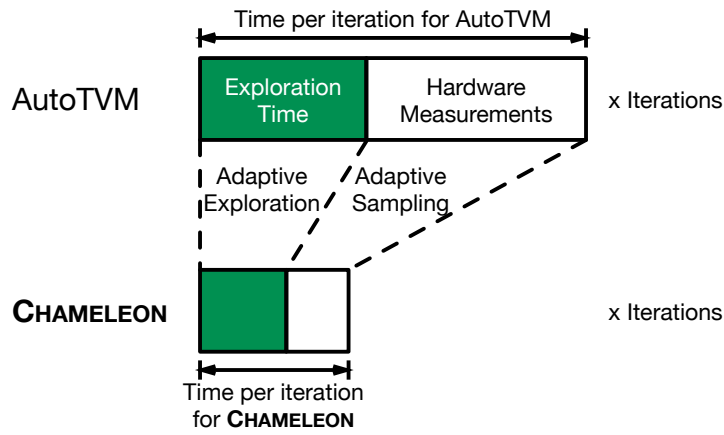 Time per iteration for AutoTVM
AutoTVM
Exploration
Time
Hardware
Measurements
x Iterations
Adaptive
Exploration
Adaptive
Sampling
CHAMELEON
x Iterations
Time per iteration
for CHAMELEON